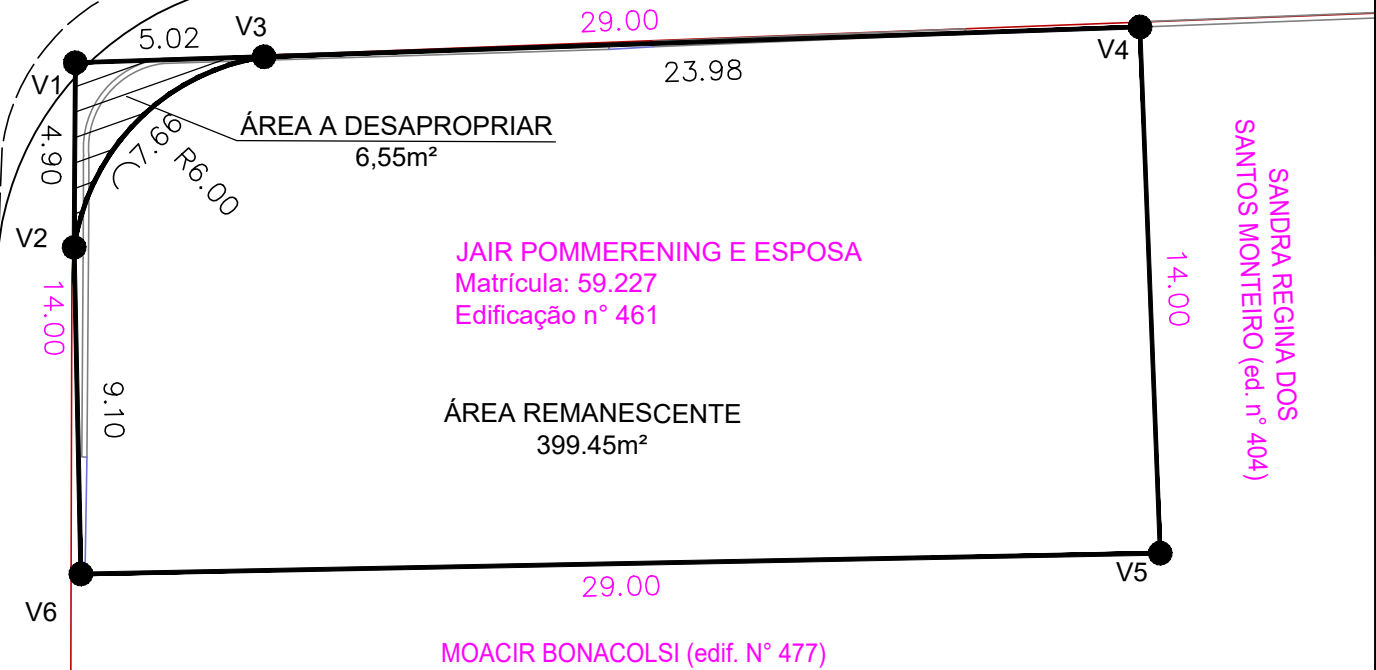 29.00
5.02
V3
V4
23.98
V1
ÁREA A DESAPROPRIAR
6,55m²
4.90
7.66
R6.00
V2
JAIR POMMERENING E ESPOSA
Matrícula: 59.227
Edificação n° 461
14.00
14.00
SANDRA REGINA DOS
SANTOS MONTEIRO (ed. n° 404)
9.10
ÁREA REMANESCENTE
399.45m²
V5
29.00
V6
MOACIR BONACOLSI (edif. N° 477)